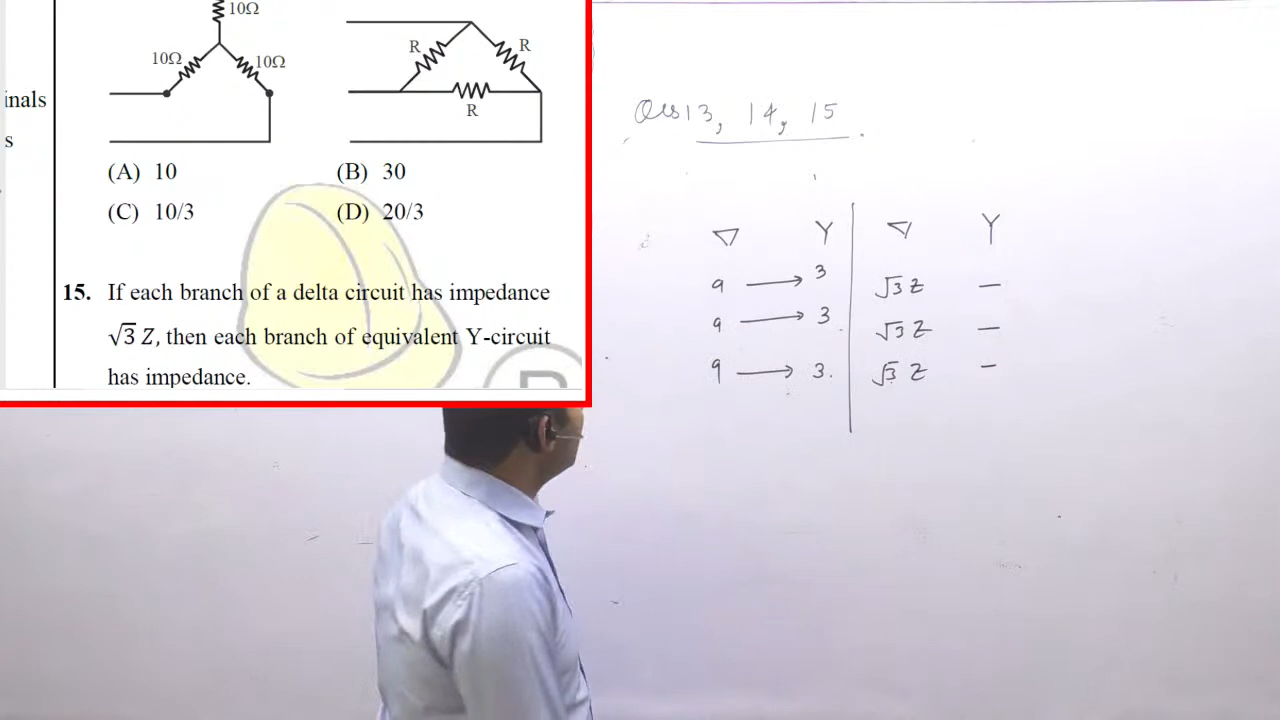 10Ω
10Ω
10Ω
R
R
R
inals
s
(A) 10
(B) 30
(C) 10/3
(D) 20/3
15. If each branch of a delta circuit has impedance
√3 Z, then each branch of equivalent Y-circuit
has impedance.
R
Ques 13, 14, 15
▽ Y ▽ Y
9 → 3 √3 Z —
9 → 3 √3 Z —
9 → 3. √3 Z —